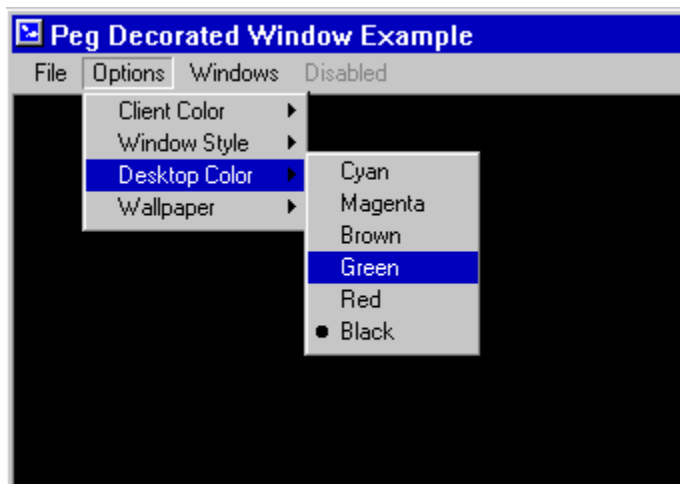 Peg Decorated Window Example
File Options Windows Disabled
Client Color
Window Style
Desktop Color
Wallpaper
Cyan
Magenta
Brown
Green
Red
Black